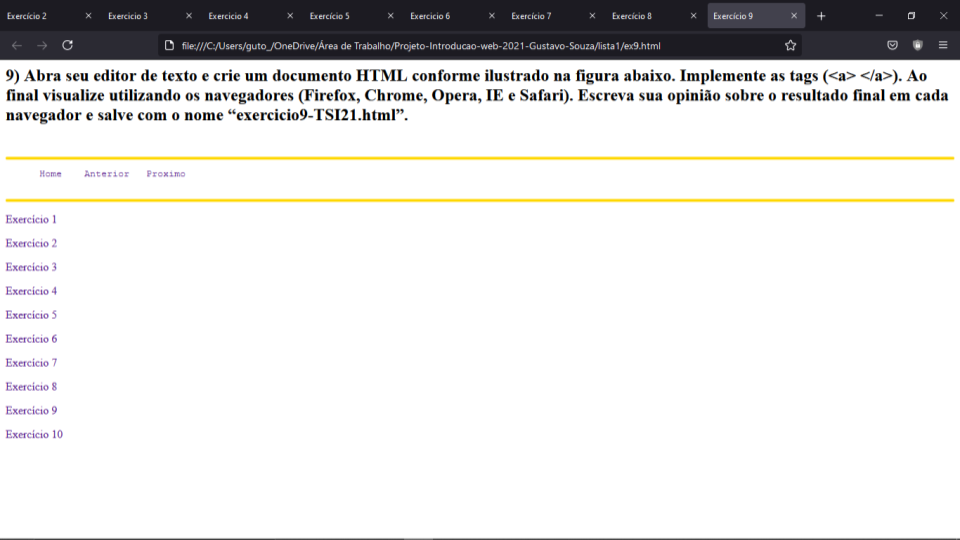 Exercício 2 Exercicio 3 Exercício 4 Exercício 5 Exercicio 6 Exercício 7 Exercício 8 Exercício 9
file:///C:/Users/guto_/OneDrive/Área de Trabalho/Projeto-Introducao-web-2021-Gustavo-Souza/lista1/ex9.html
9) Abra seu editor de texto e crie um documento HTML conforme ilustrado na figura abaixo. Implemente as tags (<a> </a>). Ao
final visualize utilizando os navegadores (Firefox, Chrome, Opera, IE e Safari). Escreva sua opinião sobre o resultado final em cada
navegador e salve com o nome “exercicio9-TSI21.html”.
Home Anterior Proximo
Exercício 1
Exercício 2
Exercício 3
Exercício 4
Exercício 5
Exercício 6
Exercício 7
Exercício 8
Exercício 9
Exercício 10